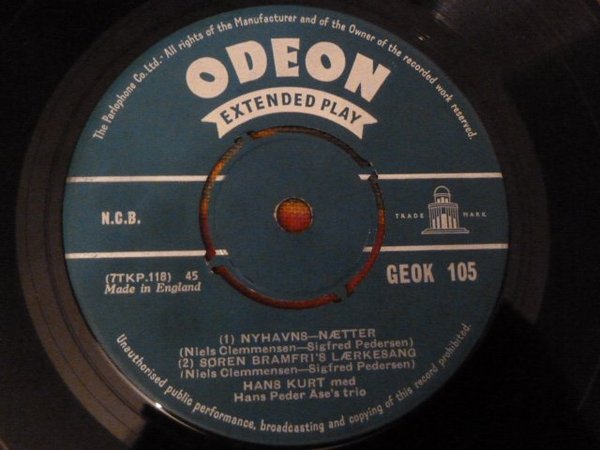 The Parlophone Co. Ltd.· All rights of the Manufacturer and of the Owner of the recorded work reserved.
ODEON
EXTENDED PLAY
N.C.B.
TRADE MARK
(7TKP.118) 45
Made in England
GEOK 105
(1) NYHAVNS—NÆTTER
(Niels Clemmensen—Sigfred Pedersen)
(2) SØREN BRAMFRI'S LÆRKESANG
(Niels Clemmensen—Sigfred Pedersen)
HANS KURT med
Hans Peder Åse's trio
Unauthorised public performance, broadcasting and copying of this record prohibited.